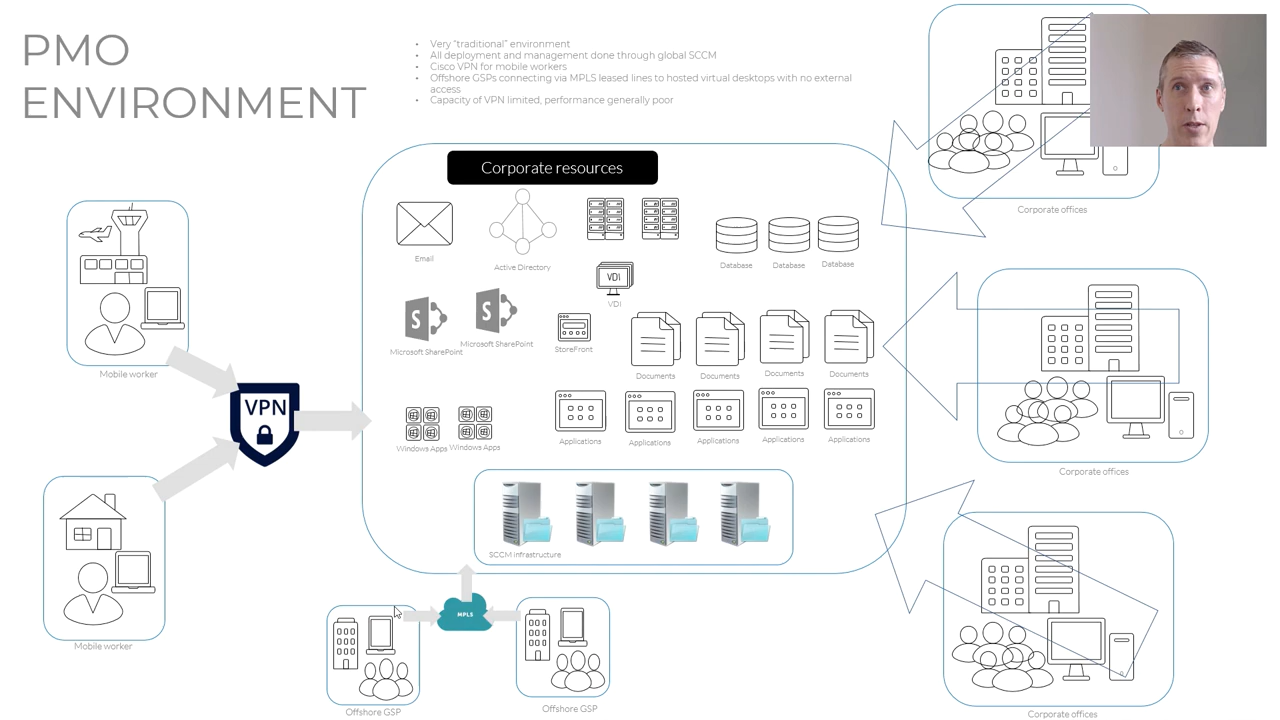 PMO
ENVIRONMENT
• Very "traditional" environment
• All deployment and management done through global SCCM
• Cisco VPN for mobile workers
• Offshore GSPs connecting via MPLS leased lines to hosted virtual desktops with no external
access
• Capacity of VPN limited, performance generally poor
Corporate resources
Email
Active Directory
Database
Database
Database
VDI
VDI
Microsoft SharePoint
Microsoft SharePoint
StoreFront
Documents
Documents
Documents
Documents
Windows Apps
Windows Apps
Applications
Applications
Applications
Applications
Applications
SCCM infrastructure
Mobile worker
VPN
Mobile worker
MPLS
Offshore GSP
Offshore GSP
Corporate offices
Corporate offices
Corporate offices